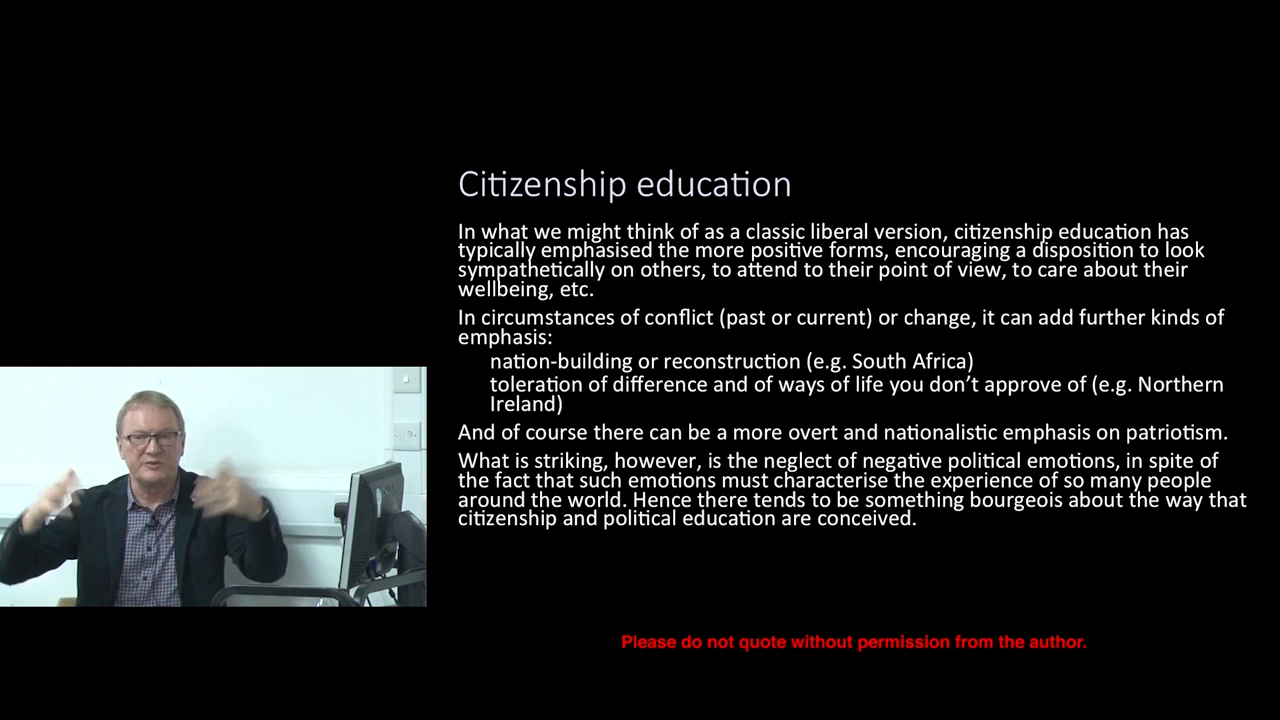 Citizenship education
In what we might think of as a classic liberal version, citizenship education has
typically emphasised the more positive forms, encouraging a disposition to look
sympathetically on others, to attend to their point of view, to care about their
wellbeing, etc.
In circumstances of conflict (past or current) or change, it can add further kinds of
emphasis:
nation-building or reconstruction (e.g. South Africa)
toleration of difference and of ways of life you don’t approve of (e.g. Northern
Ireland)
And of course there can be a more overt and nationalistic emphasis on patriotism.
What is striking, however, is the neglect of negative political emotions, in spite of
the fact that such emotions must characterise the experience of so many people
around the world. Hence there tends to be something bourgeois about the way that
citizenship and political education are conceived.
Please do not quote without permission from the author.